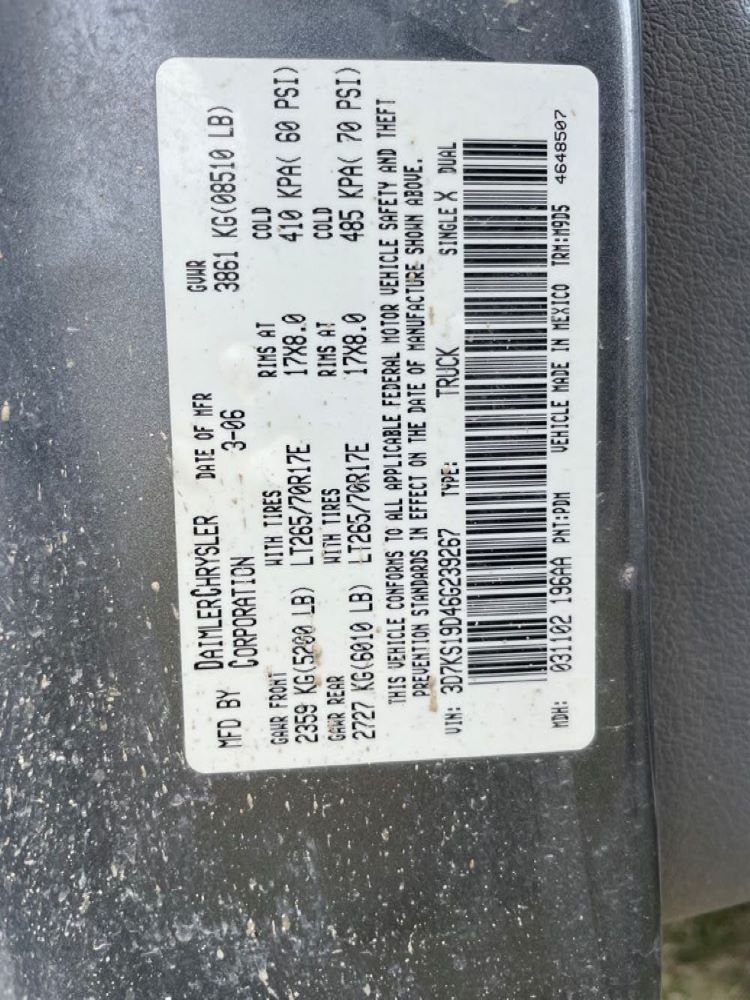 MFD BY DAIMLERCHRYSLER CORPORATION
DATE OF MFR 3-06
GVWR 3861 KG(08510 LB)
GAWR FRONT WITH TIRES RIMS AT COLD
2359 KG(5200 LB) LT265/70R17E 17X8.0 410 KPA( 60 PSI)
GAWR REAR WITH TIRES RIMS AT COLD
2727 KG(6010 LB) LT265/70R17E 17X8.0 485 KPA( 70 PSI)
THIS VEHICLE CONFORMS TO ALL APPLICABLE FEDERAL MOTOR VEHICLE SAFETY AND THEFT
PREVENTION STANDARDS IN EFFECT ON THE DATE OF MANUFACTURE SHOWN ABOVE.
VIN: 3D7KS19D46G239267 TYPE: TRUCK SINGLE X DUAL
MDH: 031102 196AA PNT:PDM VEHICLE MADE IN MEXICO TRM:M9D5 4648507